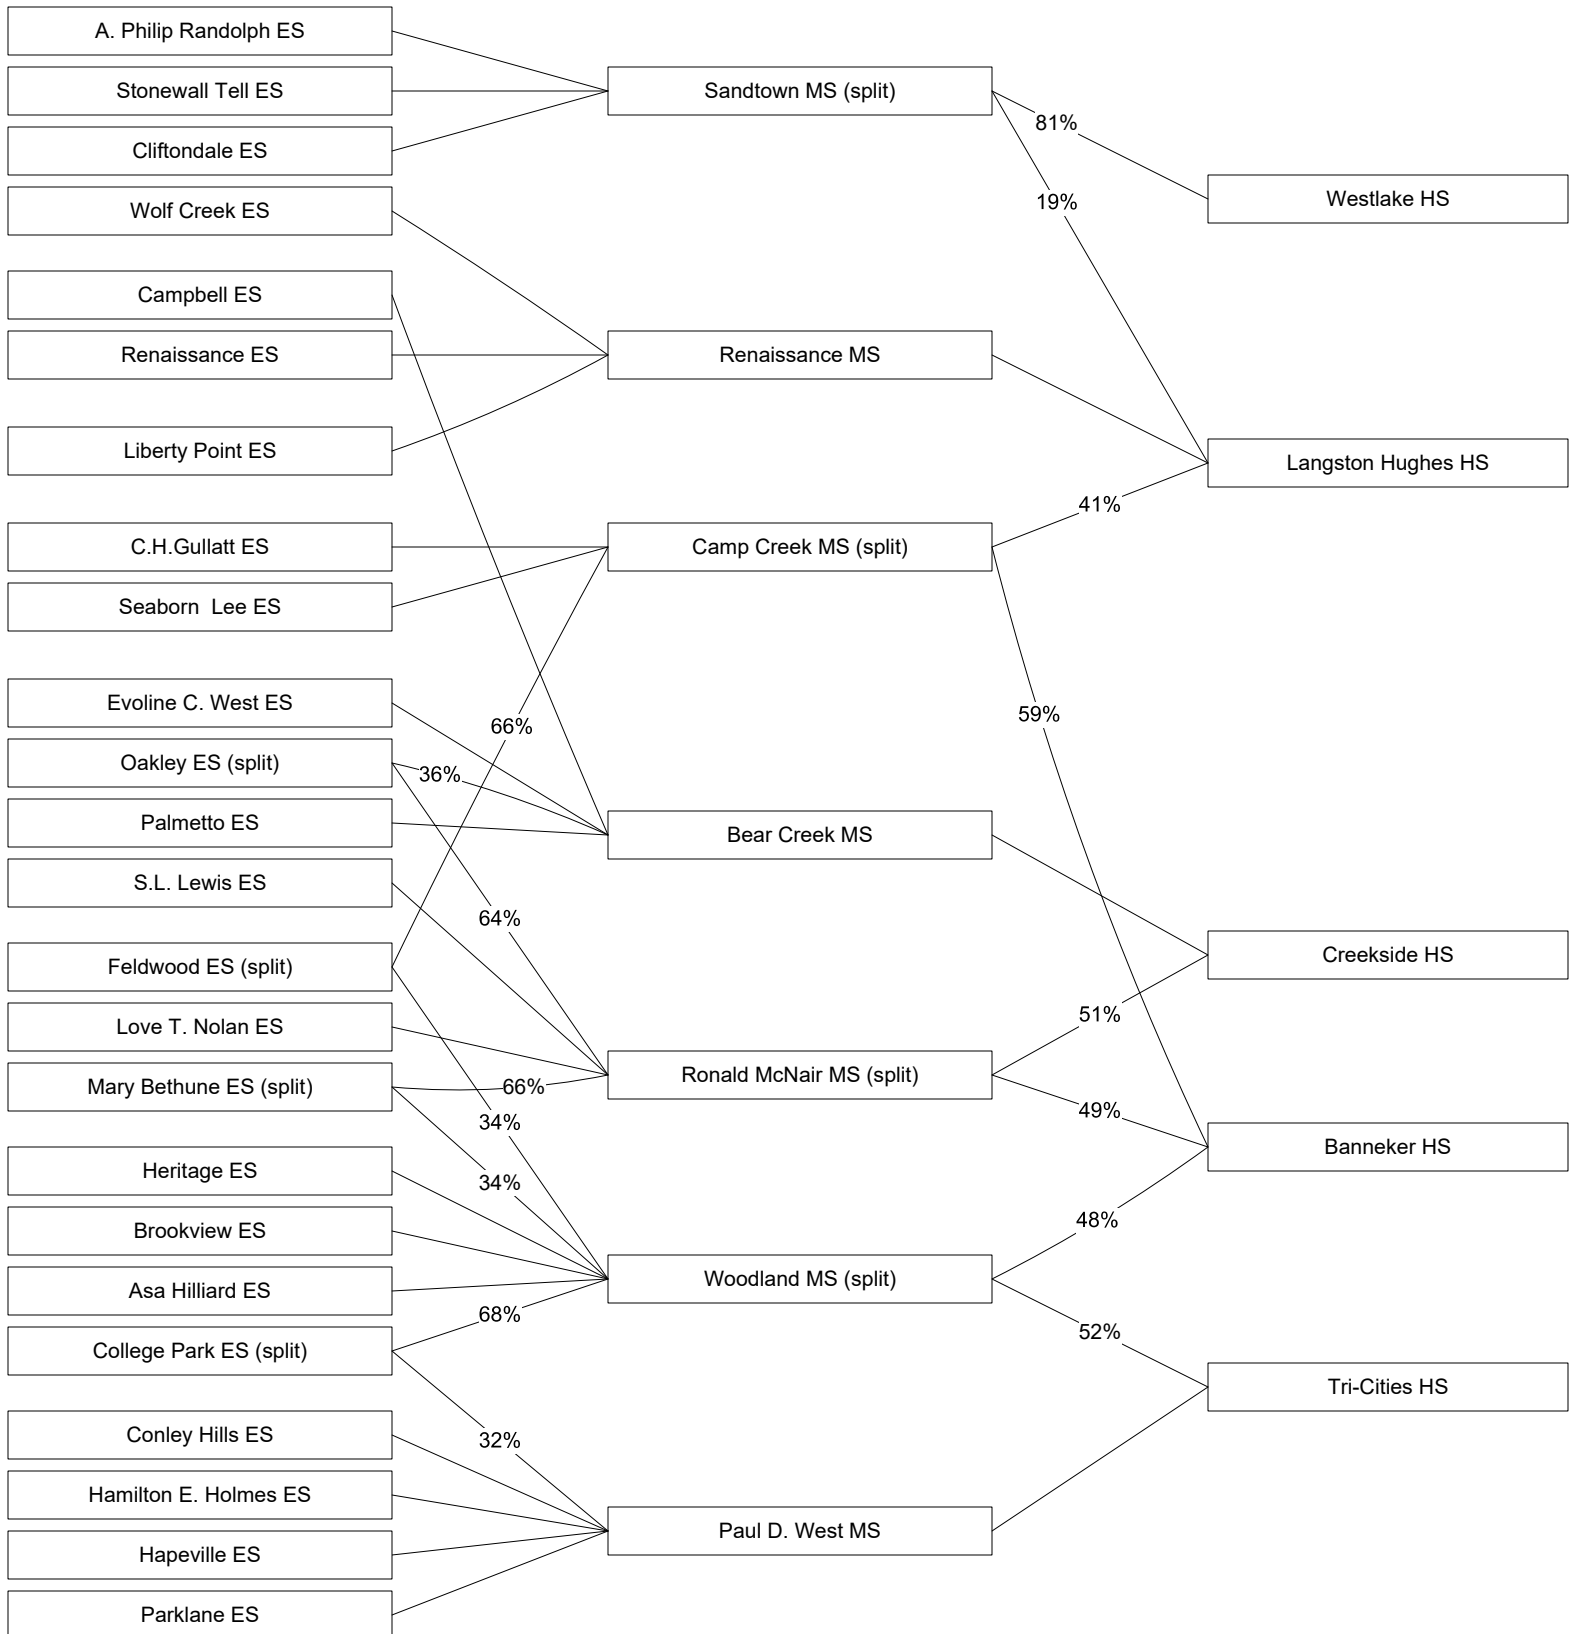 A. Philip Randolph ES
Stonewall Tell ES
Cliftondale ES
Wolf Creek ES
Campbell ES
Renaissance ES
Liberty Point ES
C.H.Gullatt ES
Seaborn  Lee ES
Evoline C. West ES
Oakley ES (split)
Palmetto ES
S.L. Lewis ES
Feldwood ES (split)
Love T. Nolan ES
Mary Bethune ES (split)
Heritage ES
Brookview ES
Asa Hilliard ES
College Park ES (split)
Conley Hills ES
Hamilton E. Holmes ES
Hapeville ES
Parklane ES
66%
36%
64%
66%
34%
34%
68%
32%
Sandtown MS (split)
Renaissance MS
Camp Creek MS (split)
Bear Creek MS
Ronald McNair MS (split)
Woodland MS (split)
Paul D. West MS
81%
19%
41%
59%
51%
49%
48%
52%
Westlake HS
Langston Hughes HS
Creekside HS
Banneker HS
Tri-Cities HS